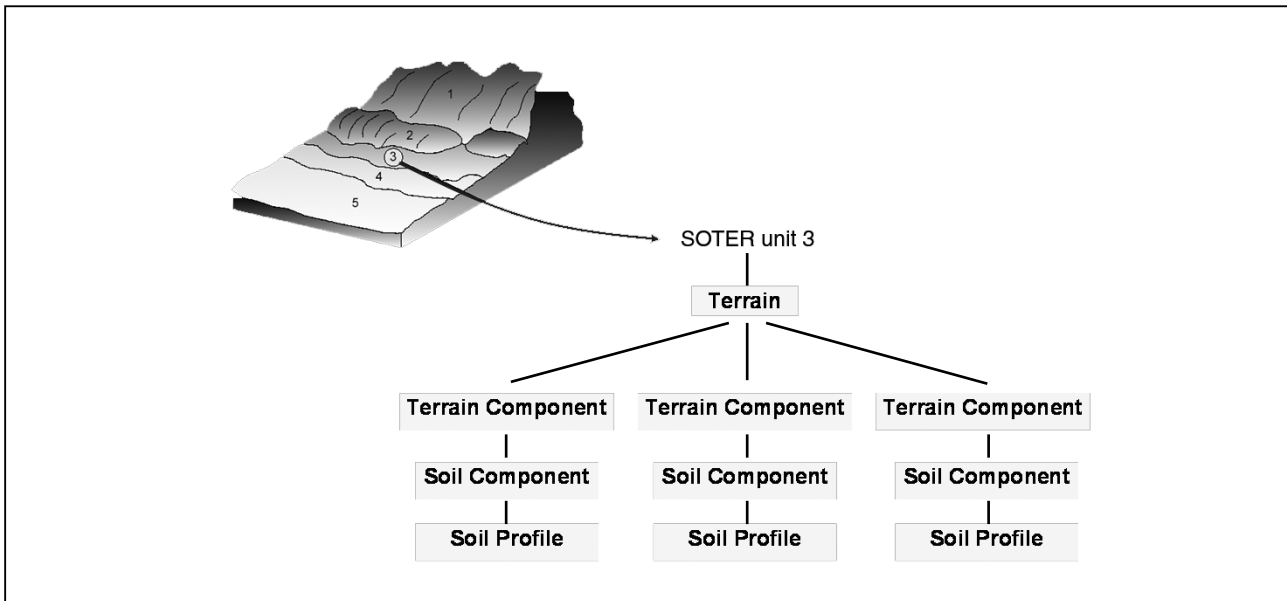 1
2
3
4
5
SOTER unit 3
Terrain
Terrain Component Terrain Component Terrain Component
Soil Component Soil Component Soil Component
Soil Profile Soil Profile Soil Profile